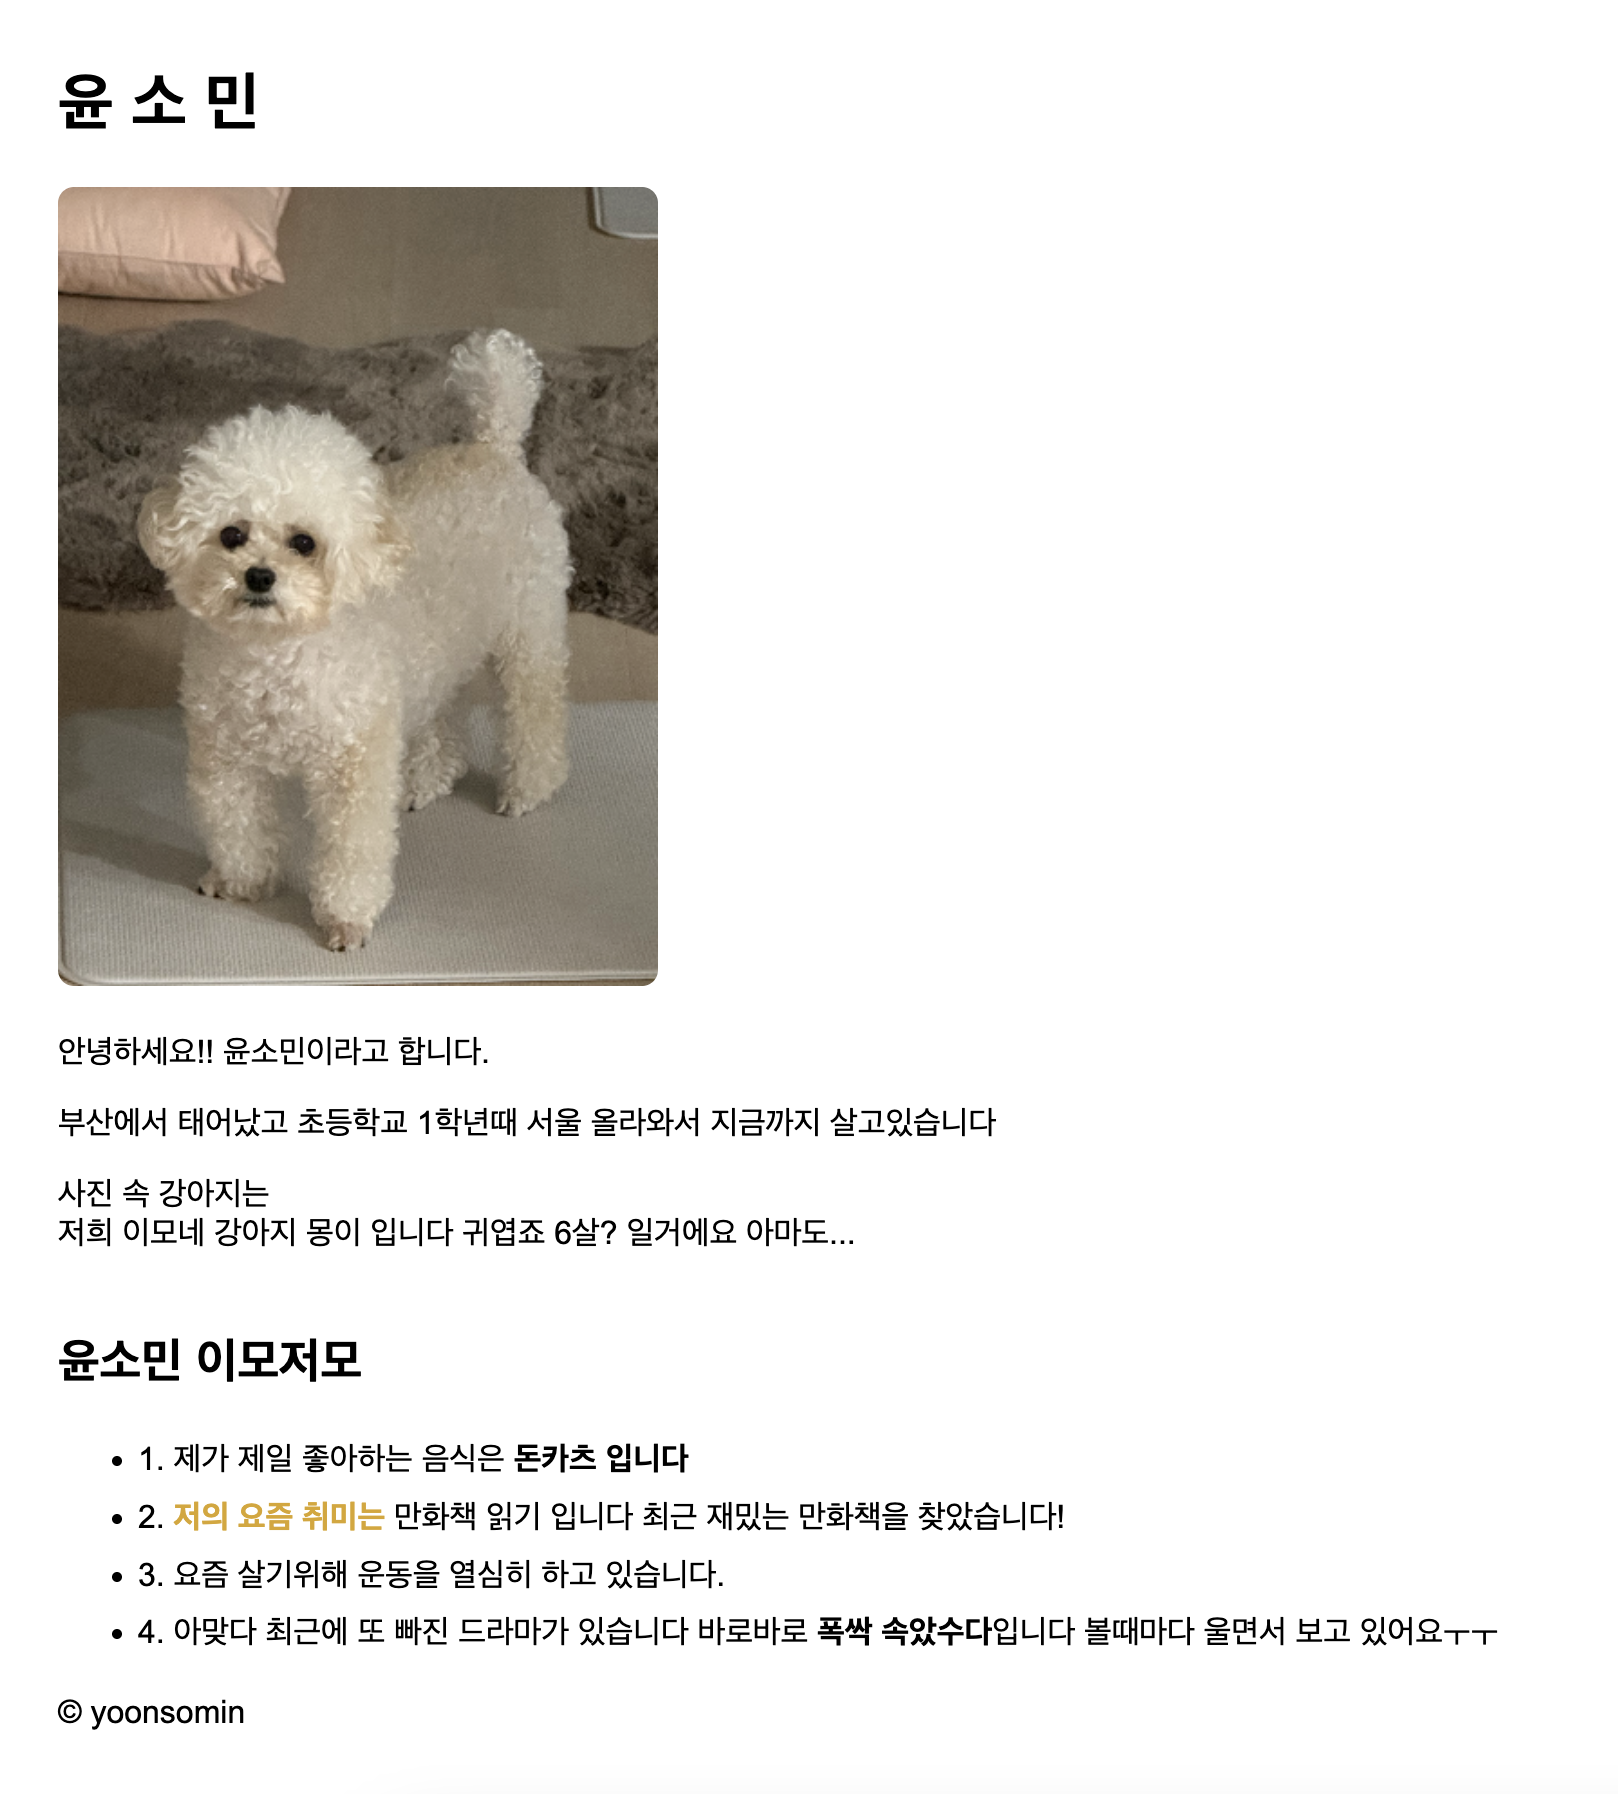 윤 소 민
안녕하세요!! 윤소민이라고 합니다.
부산에서 태어났고 초등학교 1학년때 서울 올라와서 지금까지 살고있습니다
사진 속 강아지는
저희 이모네 강아지 몽이 입니다 귀엽죠 6살? 일거에요 아마도...
윤소민 이모저모
• 1. 제가 제일 좋아하는 음식은 돈카츠 입니다
• 2. 저의 요즘 취미는 만화책 읽기 입니다 최근 재밌는 만화책을 찾았습니다!
• 3. 요즘 살기위해 운동을 열심히 하고 있습니다.
• 4. 아맞다 최근에 또 빠진 드라마가 있습니다 바로바로 폭싹 속았수다입니다 볼때마다 울면서 보고 있어요ㅜㅜ
© yoonsomin